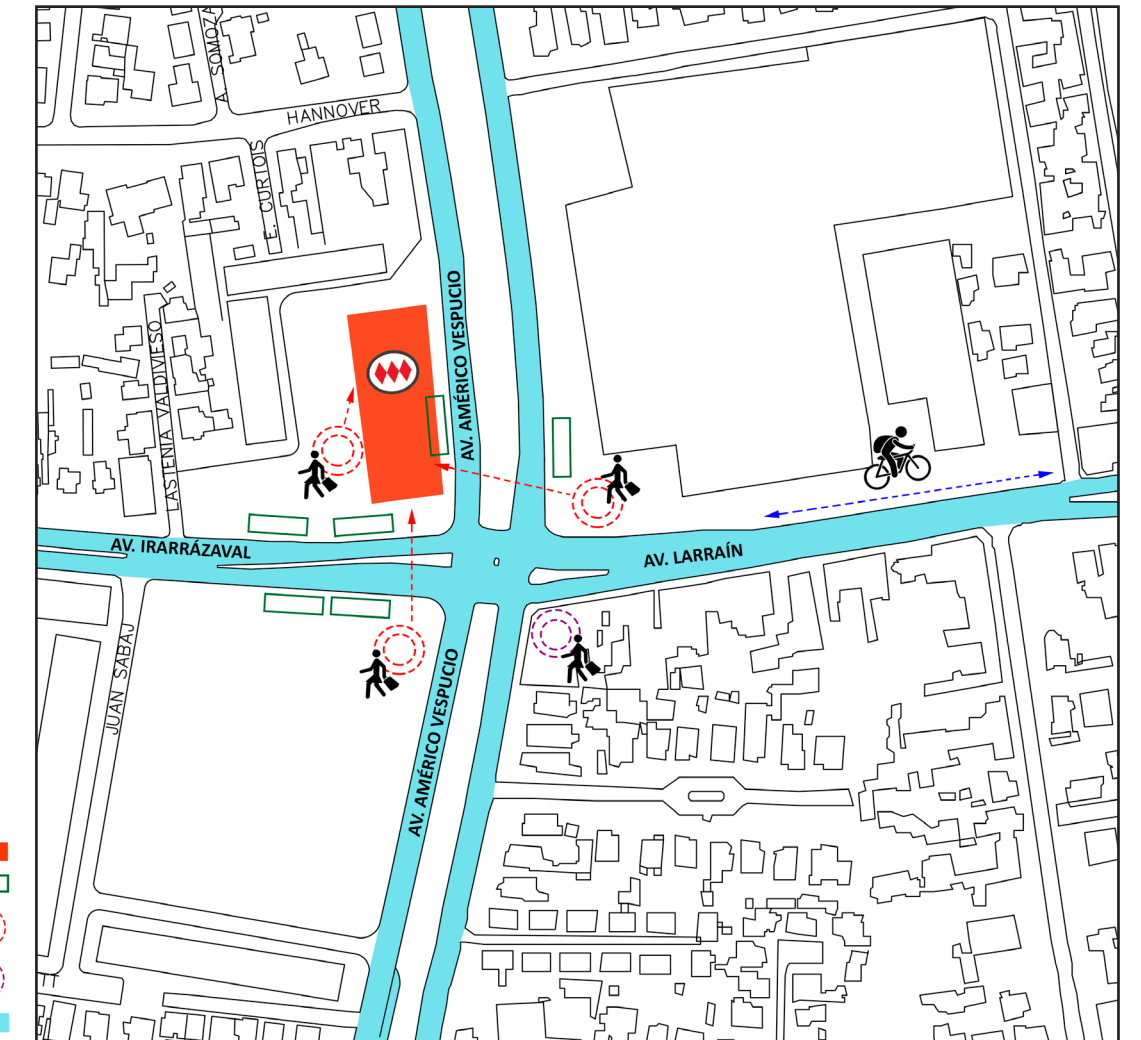 A. SOMOZA
HANNOVER
E. CURTOIS
LASTENIA VALDIVIESO
AV. AMÉRICO VESPUCIO
AV. IRARRÁZAVAL
AV. LARRAÍN
JUAN SABAJ
AV. AMÉRICO VESPUCIO